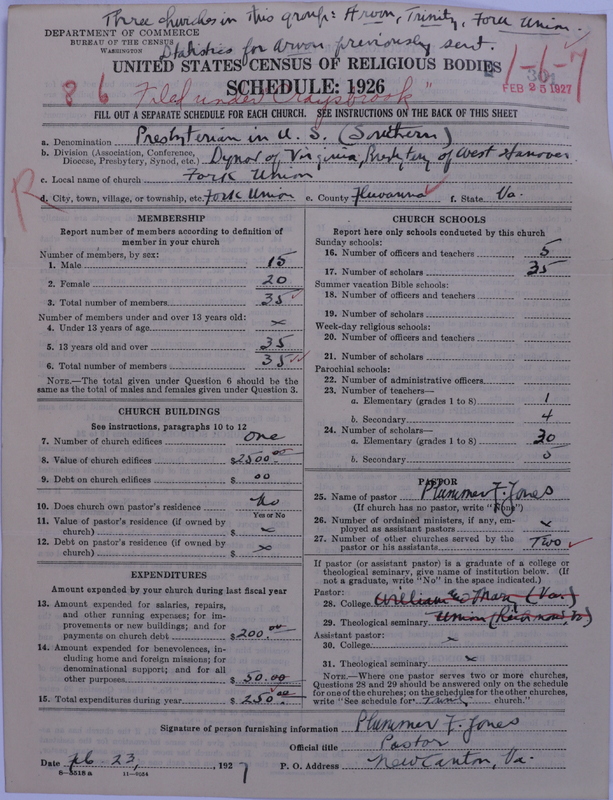 Three churches in this group: Arvon, Trinity, Fork Union.
DEPARTMENT OF COMMERCE
BUREAU OF THE CENSUS
WASHINGTON
Statistics for Arvon previously sent.
UNITED STATES CENSUS OF RELIGIOUS BODIES
301
1-6-7
SCHEDULE: 1926
FEB 25 1927
8 6
Filed under "Graysbrook"
FILL OUT A SEPARATE SCHEDULE FOR EACH CHURCH. SEE INSTRUCTIONS ON THE BACK OF THIS SHEET
a. Denomination Presbyterian in U. S. (Southern)
b. Division (Association, Conference, Diocese, Presbytery, Synod, etc.) Synod of Virginia, Presbytery of West Hanover
c. Local name of church Fork Union
R
d. City, town, village, or township, etc. Fork Union e. County Fluvanna f. State Va.
MEMBERSHIP
Report number of members according to definition of
member in your church
Number of members, by sex:
1. Male 15
2. Female 20
3. Total number of members 35
Number of members under and over 13 years old:
4. Under 13 years of age x
5. 13 years old and over 35
6. Total number of members 35
NOTE.—The total given under Question 6 should be the
same as the total of males and females given under Question 3.
CHURCH BUILDINGS
See instructions, paragraphs 10 to 12
7. Number of church edifices One
8. Value of church edifices $2500.00
9. Debt on church edifices $ 00
10. Does church own pastor's residence No
Yes or No
11. Value of pastor's residence (if owned by
church) $ x
12. Debt on pastor's residence (if owned by
church) $ x
EXPENDITURES
Amount expended by your church during last fiscal year
13. Amount expended for salaries, repairs,
and other running expenses; for im-
provements or new buildings; and for
payments on church debt $200.00
14. Amount expended for benevolences, in-
cluding home and foreign missions; for
denominational support; and for all
other purposes $ 50.00
15. Total expenditures during year $ 250.00
CHURCH SCHOOLS
Report here only schools conducted by this church
Sunday schools:
16. Number of officers and teachers 5
17. Number of scholars 35
Summer vacation Bible schools:
18. Number of officers and teachers
19. Number of scholars
Week-day religious schools:
20. Number of officers and teachers
21. Number of scholars
Parochial schools:
22. Number of administrative officers
23. Number of teachers—
a. Elementary (grades 1 to 8) 1
b. Secondary 4
24. Number of scholars—
a. Elementary (grades 1 to 8) 30
b. Secondary 5
PASTOR
25. Name of pastor Plummer F. Jones
(If church has no pastor, write "None")
26. Number of ordained ministers, if any, em-
ployed as assistant pastors x
27. Number of other churches served by the
pastor or his assistants Two
If pastor (or assistant pastor) is a graduate of a college or
theological seminary, give name of institution below. (If
not a graduate, write "No" in the space indicated.)
Pastor:
28. College William & Mary (Va.)
29. Theological seminary Union (Richmond, Va)
Assistant pastor:
30. College x
31. Theological seminary x
NOTE.—Where one pastor serves two or more churches,
Questions 28 and 29 should be answered only on the schedule
for one of the churches; on the schedules for the other churches,
write "See schedule for church."
Signature of person furnishing information Plummer F. Jones
Official title Pastor
Date Feb 23, 1927 P. O. Address New Canton, Va.
8—5518 a 11—9254